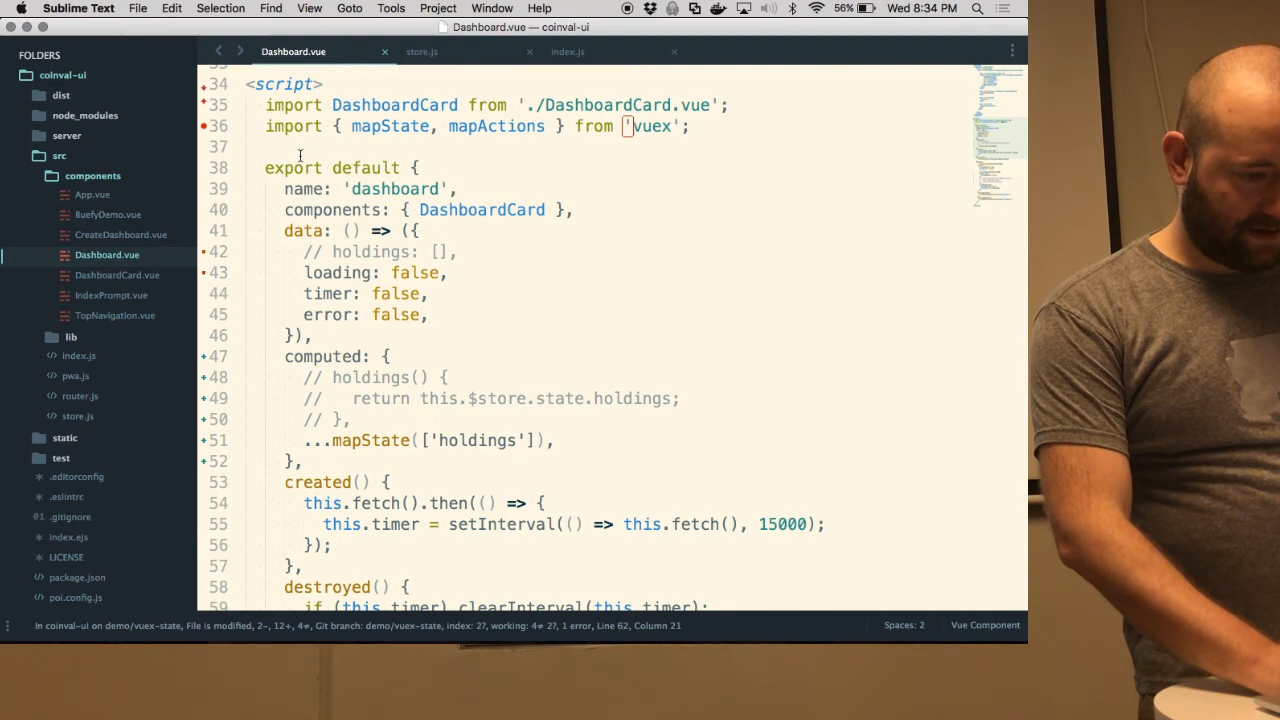 Sublime Text File Edit Selection Find View Goto Tools Project Window Help 56% Wed 8:34 PM
Dashboard.vue — coinval-ui
FOLDERS
coinval-ui
dist
node_modules
server
src
components
App.vue
BuefyDemo.vue
CreateDashboard.vue
Dashboard.vue
DashboardCard.vue
IndexPrompt.vue
TopNavigation.vue
lib
index.js
pwa.js
router.js
store.js
static
test
.editorconfig
.eslintrc
.gitignore
index.ejs
LICENSE
package.json
poi.config.js
Dashboard.vue × store.js × index.js ×
34 <script>
35 import DashboardCard from './DashboardCard.vue';
36 import { mapState, mapActions } from 'vuex';
37
38 export default {
39 name: 'dashboard',
40 components: { DashboardCard },
41 data: () => ({
42 // holdings: [],
43 loading: false,
44 timer: false,
45 error: false,
46 }),
47 computed: {
48 // holdings() {
49 // return this.$store.state.holdings;
50 // },
51 ...mapState(['holdings']),
52 },
53 created() {
54 this.fetch().then(() => {
55 this.timer = setInterval(() => this.fetch(), 15000);
56 });
57 },
58 destroyed() {
59 if (this.timer) clearInterval(this.timer);
In coinval-ui on demo/vuex-state, File is modified, 2-, 12+, 4≠, Git branch: demo/vuex-state, index: 2?, working: 4≠ 2?, 1 error, Line 62, Column 21 Spaces: 2 Vue Component